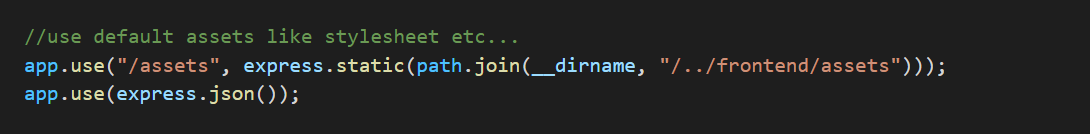 //use default assets like stylesheet etc...
app.use("/assets", express.static(path.join(__dirname, "/../frontend/assets")));
app.use(express.json());